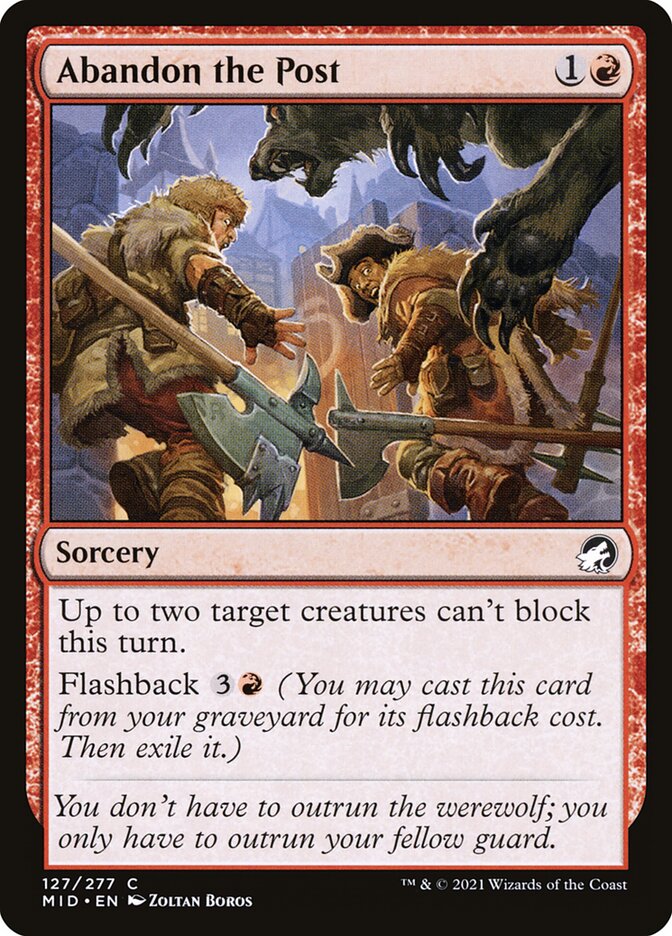 Abandon the Post 1
Sorcery
Up to two target creatures can't block
this turn.
Flashback 3 (You may cast this card
from your graveyard for its flashback cost.
Then exile it.)
You don't have to outrun the werewolf; you
only have to outrun your fellow guard.
127/277 C
MID • EN Zoltan Boros
™ & © 2021 Wizards of the Coast